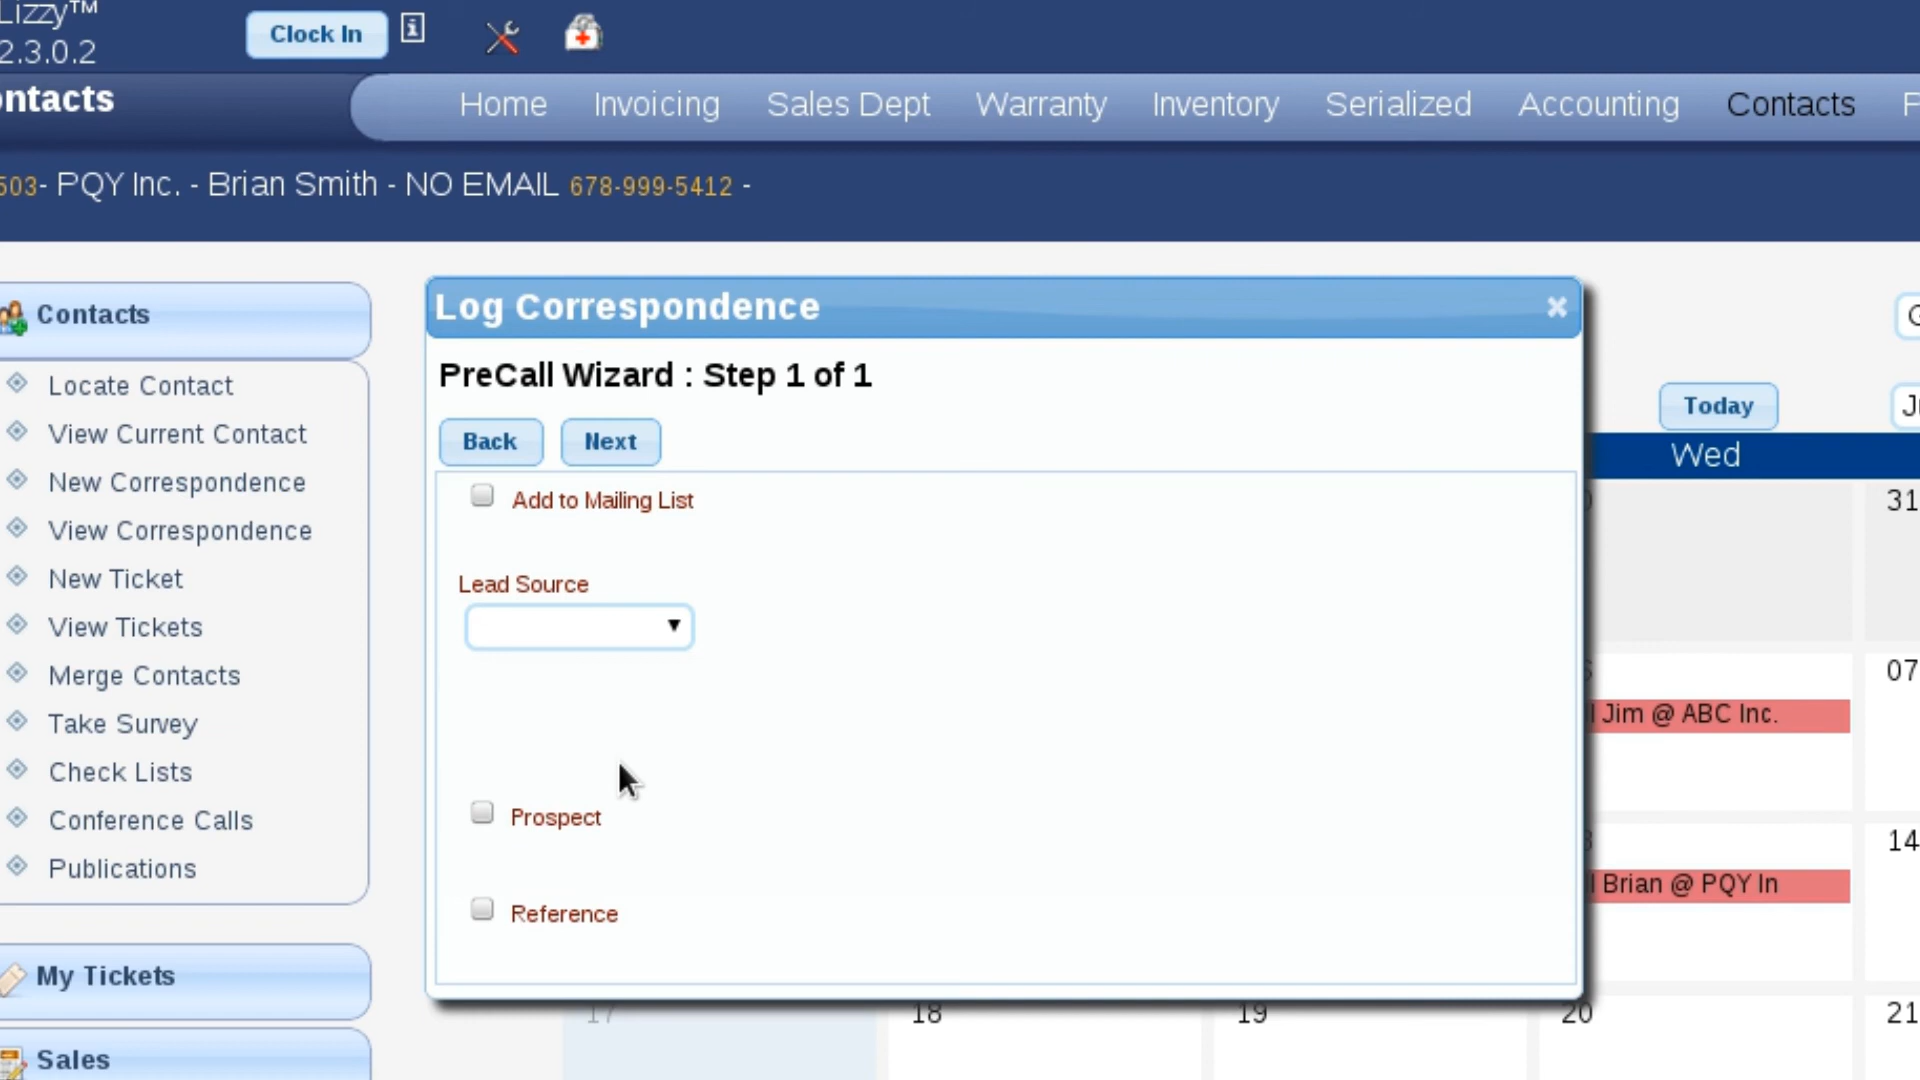 Lizzy™
2.3.0.2
Clock In
ontacts
Home Invoicing Sales Dept Warranty Inventory Serialized Accounting Contacts
503- PQY Inc. - Brian Smith - NO EMAIL 678-999-5412 -
Contacts
Locate Contact
View Current Contact
New Correspondence
View Correspondence
New Ticket
View Tickets
Merge Contacts
Take Survey
Check Lists
Conference Calls
Publications
My Tickets
Sales
Log Correspondence
PreCall Wizard : Step 1 of 1
Back Next
Add to Mailing List
Lead Source
Prospect
Reference
Today
Wed
31
07
Jim @ ABC Inc.
14
Brian @ PQY In
17 18 19 20 21